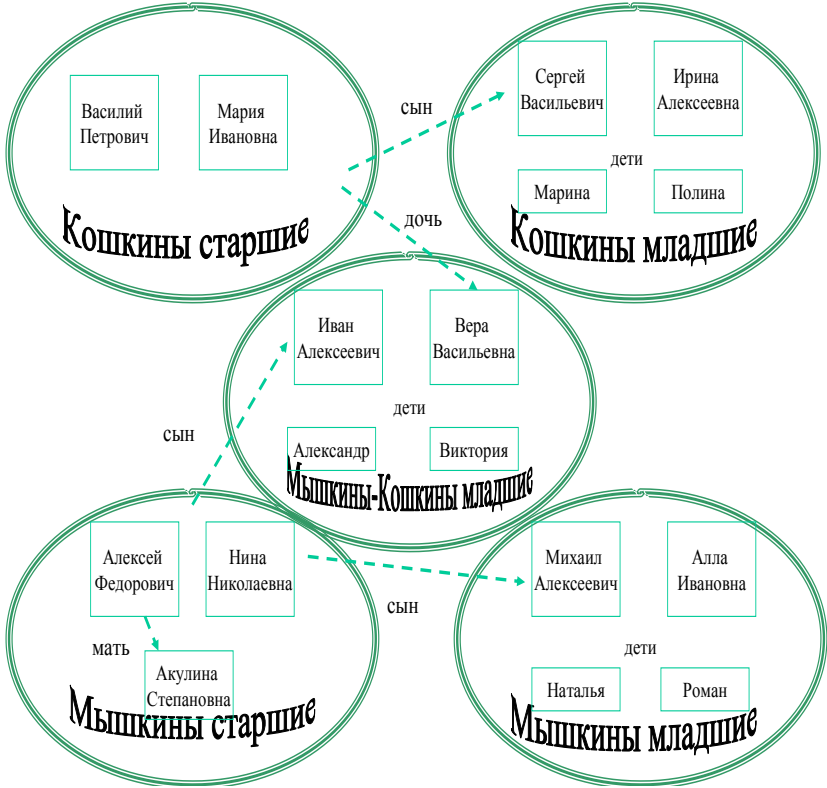 Василий
Петрович
Мария
Ивановна
Кошкины старшие
сын
дочь
Сергей
Васильевич
Ирина
Алексеевна
дети
Марина
Полина
Кошкины младшие
Иван
Алексеевич
Вера
Васильевна
дети
Александр
Виктория
Мышкины-Кошкины младшие
сын
Алексей
Федорович
Нина
Николаевна
мать
Акулина
Степановна
Мышкины старшие
сын
Михаил
Алексеевич
Алла
Ивановна
дети
Наталья
Роман
Мышкины младшие